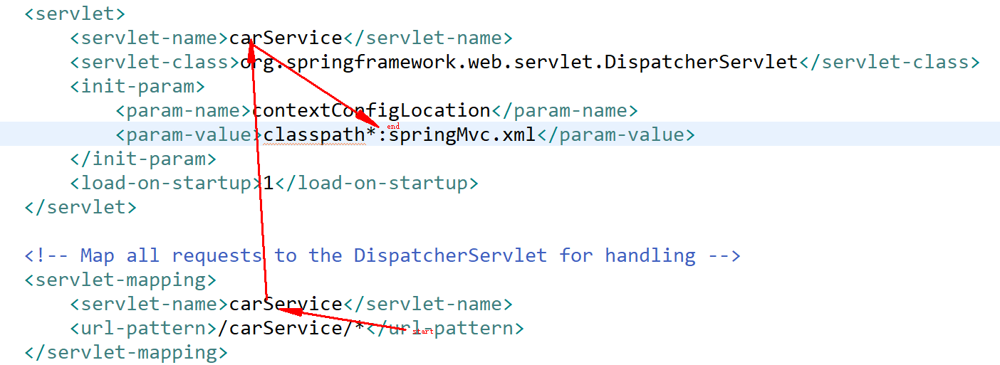 <servlet>
<servlet-name>carService</servlet-name>
<servlet-class>org.springframework.web.servlet.DispatcherServlet</servlet-class>
<init-param>
<param-name>contextConfigLocation</param-name>
end
<param-value>classpath*:springMvc.xml</param-value>
</init-param>
<load-on-startup>1</load-on-startup>
</servlet>
<!-- Map all requests to the DispatcherServlet for handling -->
<servlet-mapping>
<servlet-name>carService</servlet-name>
<url-pattern>/carService/*</url-pattern>
start
</servlet-mapping>